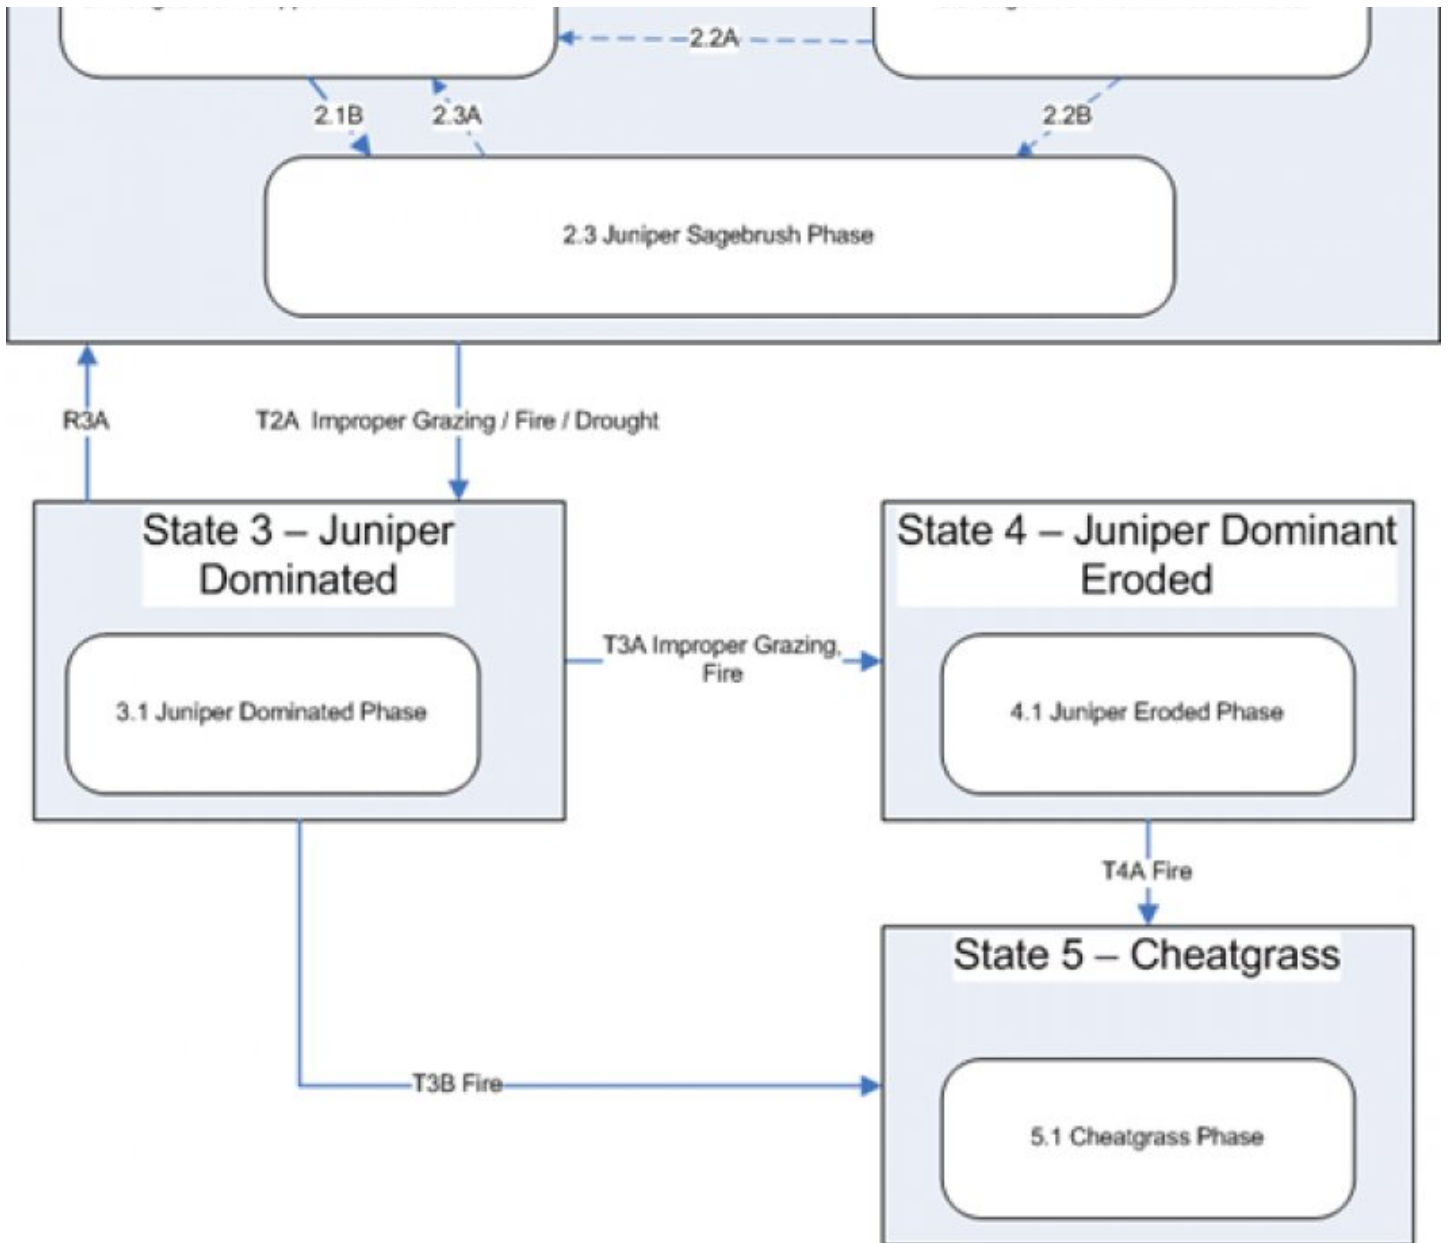 2.2A
2.1B
2.3A
2.2B
2.3 Juniper Sagebrush Phase
R3A
T2A  Improper Grazing / Fire / Drought
State 3 – Juniper
Dominated
State 4 – Juniper Dominant
Eroded
T3A Improper Grazing,
Fire
3.1 Juniper Dominated Phase
4.1 Juniper Eroded Phase
T4A Fire
State 5 – Cheatgrass
T3B Fire
5.1 Cheatgrass Phase